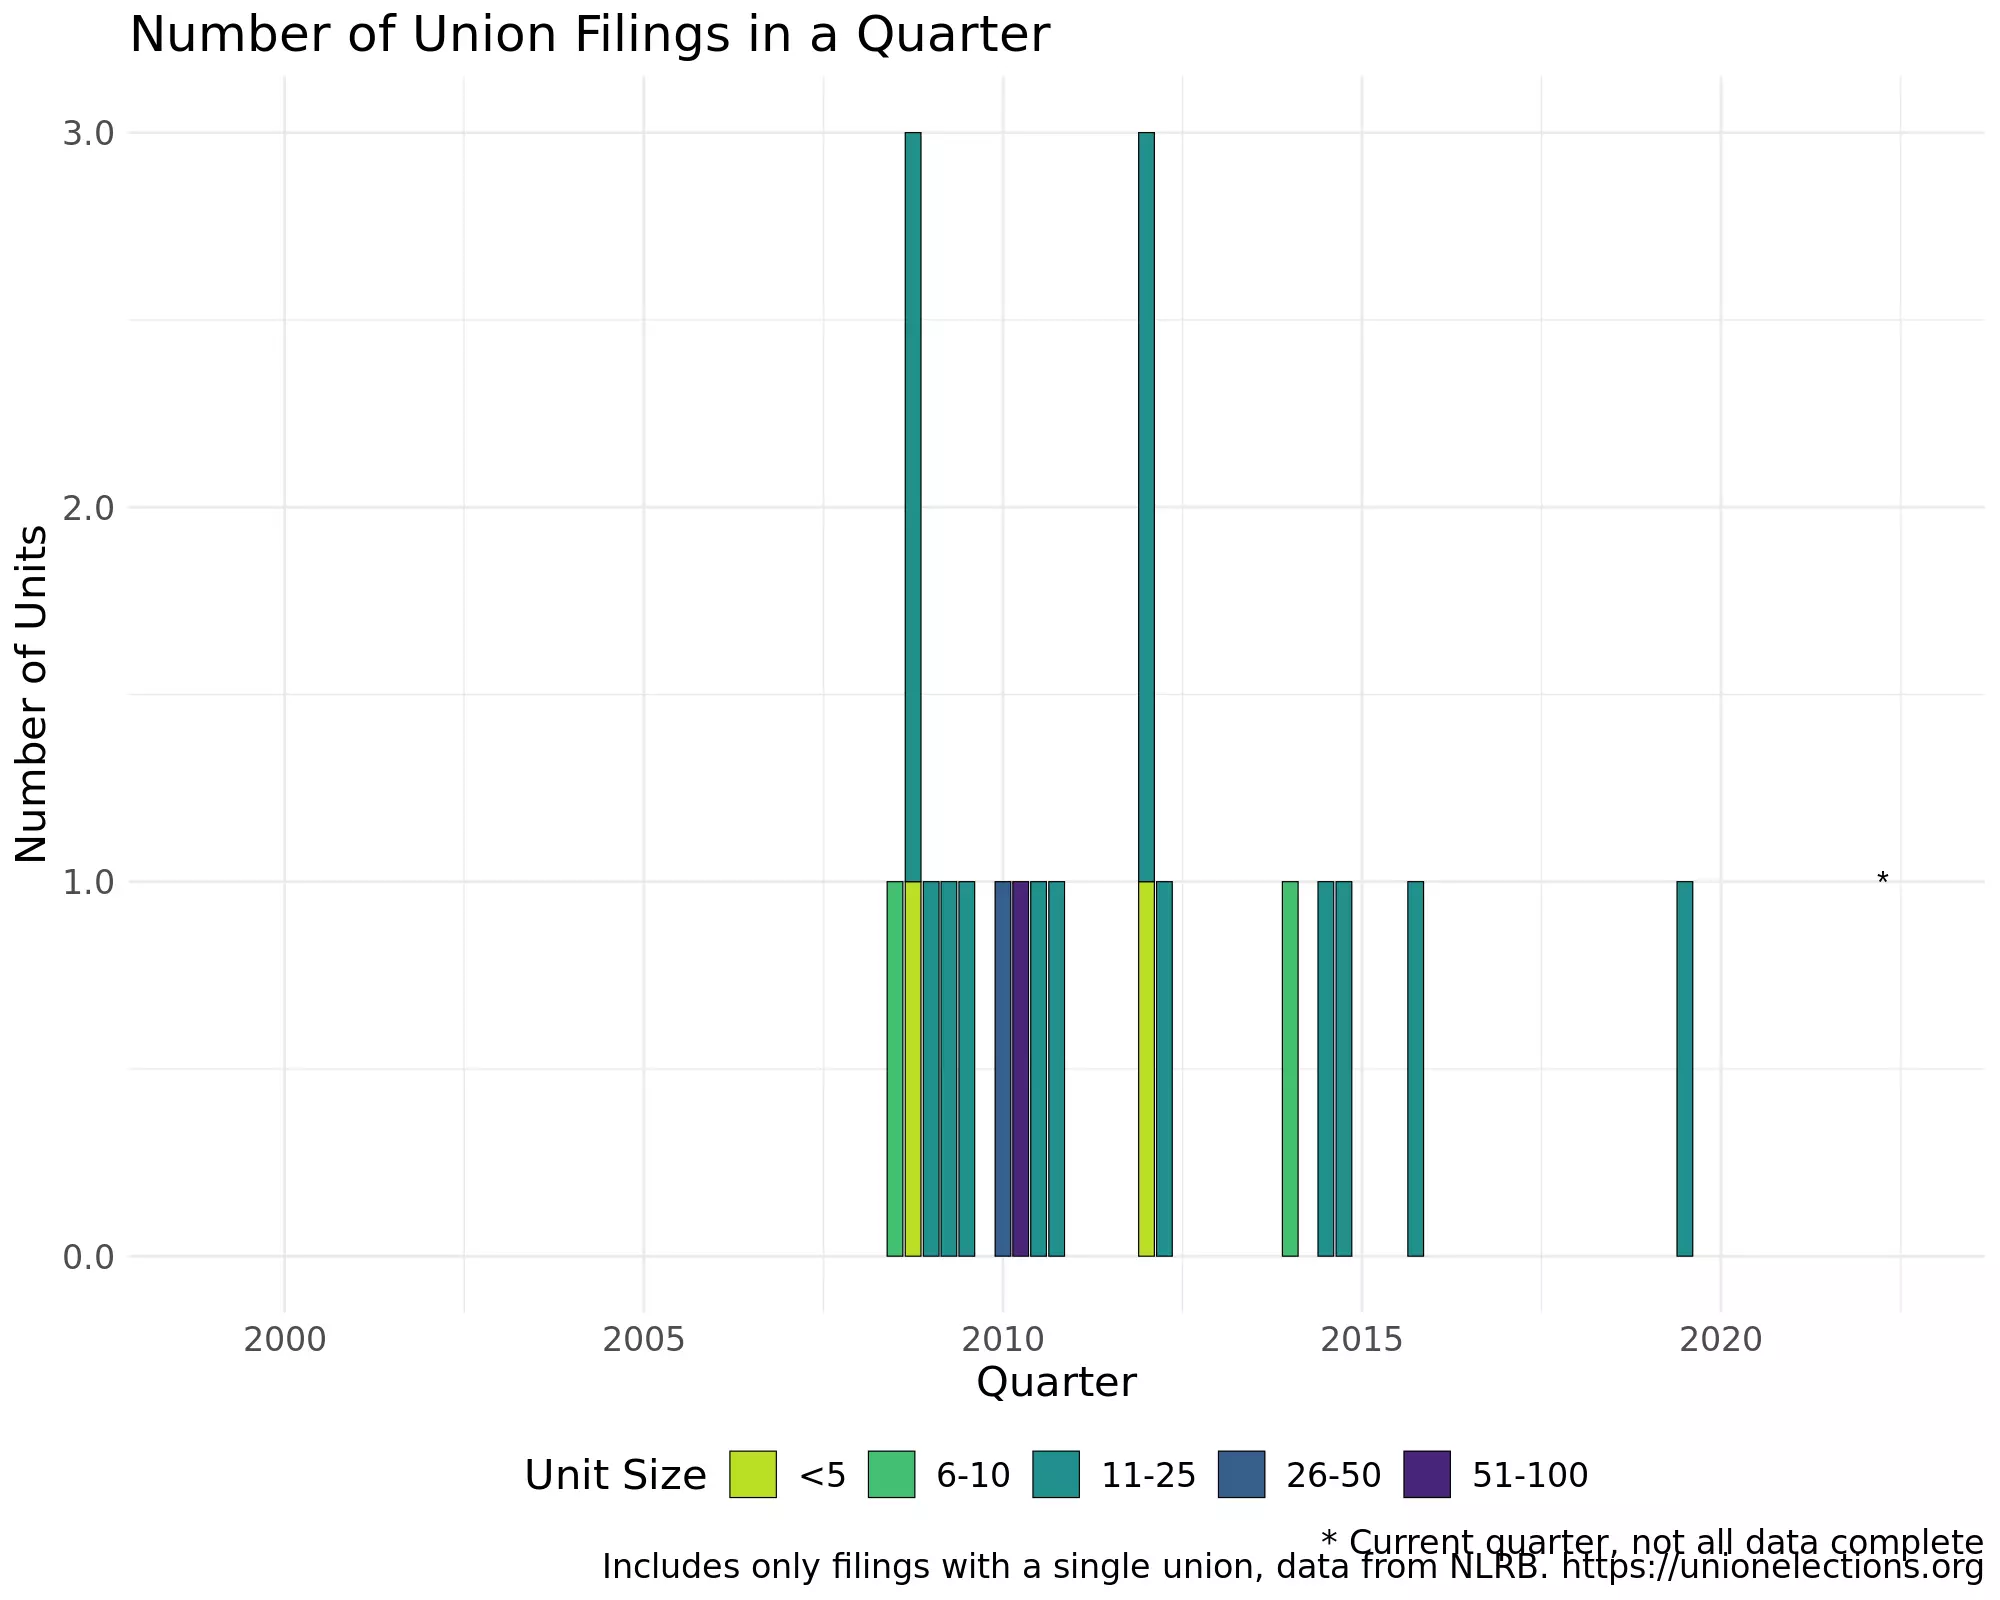 Number of Union Filings in a Quarter
3.0
2.0
1.0
0.0
Number of Units
*
2000 2005 2010 2015 2020
Quarter
Unit Size <5 6-10 11-25 26-50 51-100
* Current quarter, not all data complete
Includes only filings with a single union, data from NLRB. https://unionelections.org